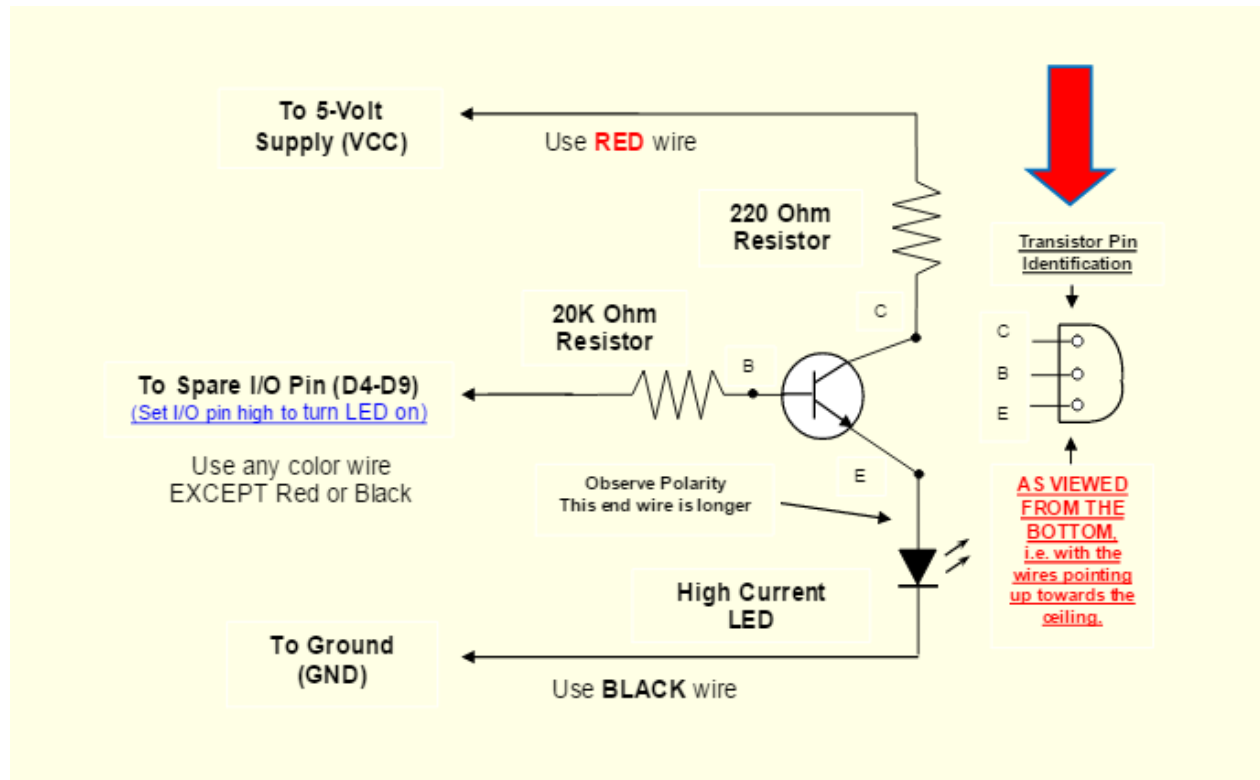 To 5-Volt
Supply (VCC)
Use RED wire
220 Ohm
Resistor
Transistor Pin
Identification
C
20K Ohm
Resistor
B
C
B
E
To Spare I/O Pin (D4-D9)
(Set I/O pin high to turn LED on)
Use any color wire
EXCEPT Red or Black
E
Observe Polarity
This end wire is longer
AS VIEWED
FROM THE
BOTTOM,
i.e. with the
wires pointing
up towards the
ceiling.
High Current
LED
To Ground
(GND)
Use BLACK wire